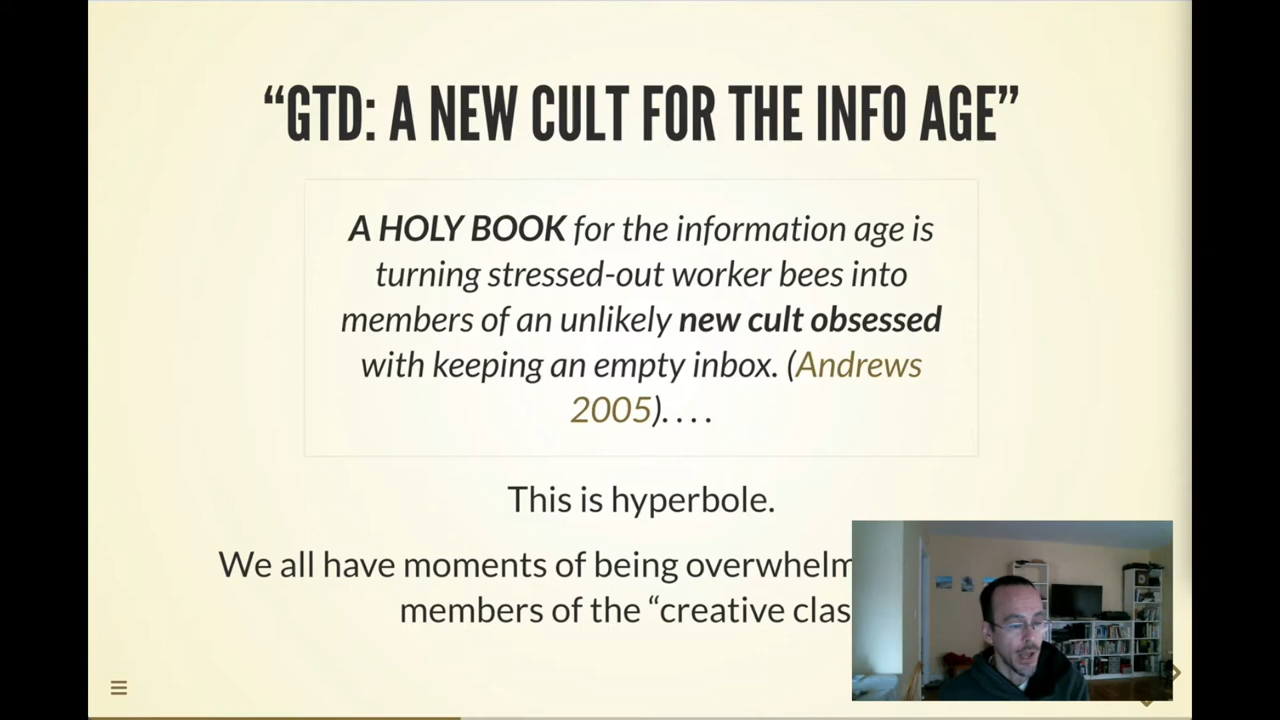 “GTD: A NEW CULT FOR THE INFO AGE”
A HOLY BOOK for the information age is
turning stressed-out worker bees into
members of an unlikely new cult obsessed
with keeping an empty inbox. (Andrews
2005). . . .
This is hyperbole.
We all have moments of being
members of the “creative